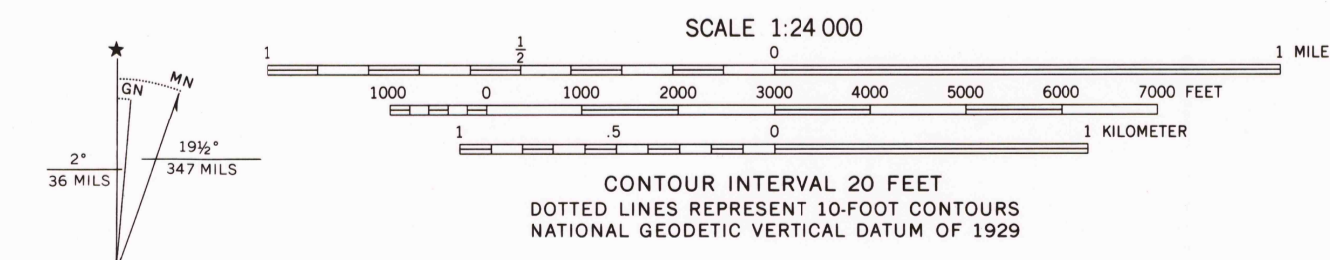 SCALE 1:24 000
1 1/2 0 1 MILE
1000 0 1000 2000 3000 4000 5000 6000 7000 FEET
1 .5 0 1 KILOMETER
CONTOUR INTERVAL 20 FEET
DOTTED LINES REPRESENT 10-FOOT CONTOURS
NATIONAL GEODETIC VERTICAL DATUM OF 1929
★
GN
MN
2°
36 MILS
19½°
347 MILS